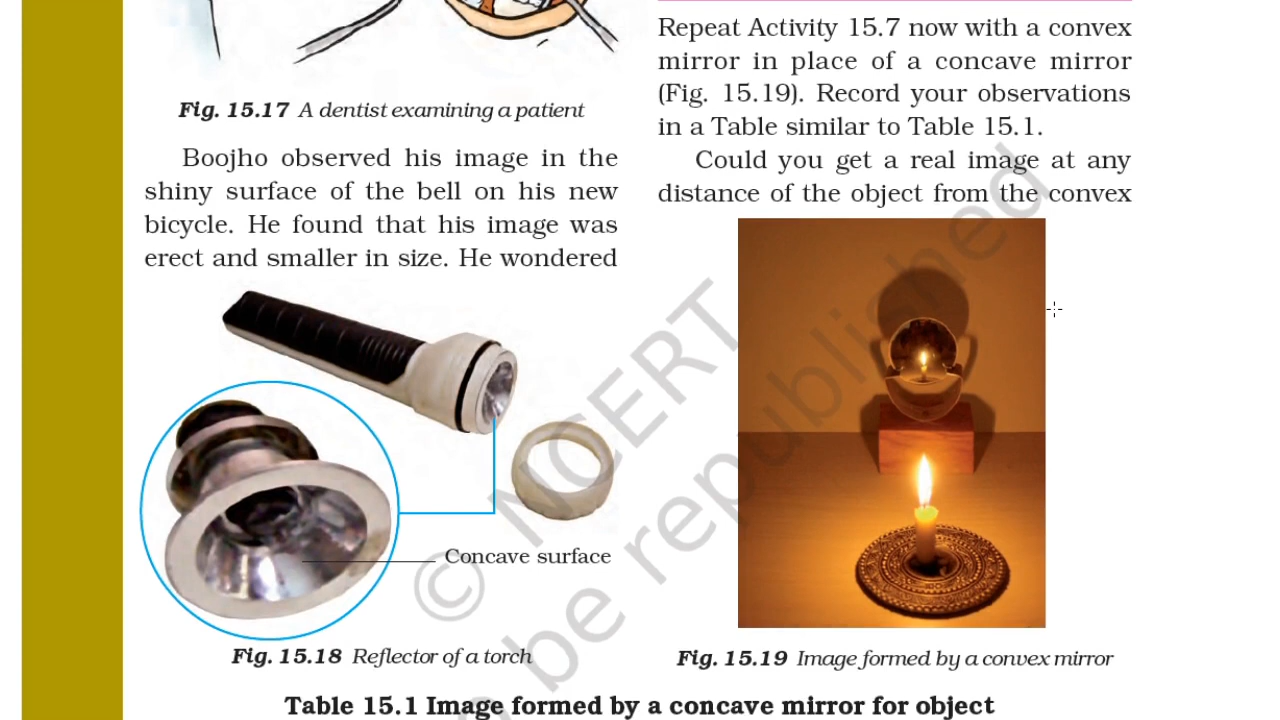 Fig. 15.17 A dentist examining a patient
Boojho observed his image in the
shiny surface of the bell on his new
bicycle. He found that his image was
erect and smaller in size. He wondered
Concave surface
Fig. 15.18 Reflector of a torch
Repeat Activity 15.7 now with a convex
mirror in place of a concave mirror
(Fig. 15.19). Record your observations
in a Table similar to Table 15.1.
Could you get a real image at any
distance of the object from the convex
Fig. 15.19 Image formed by a convex mirror
Table 15.1 Image formed by a concave mirror for object
© NCERT
be republished